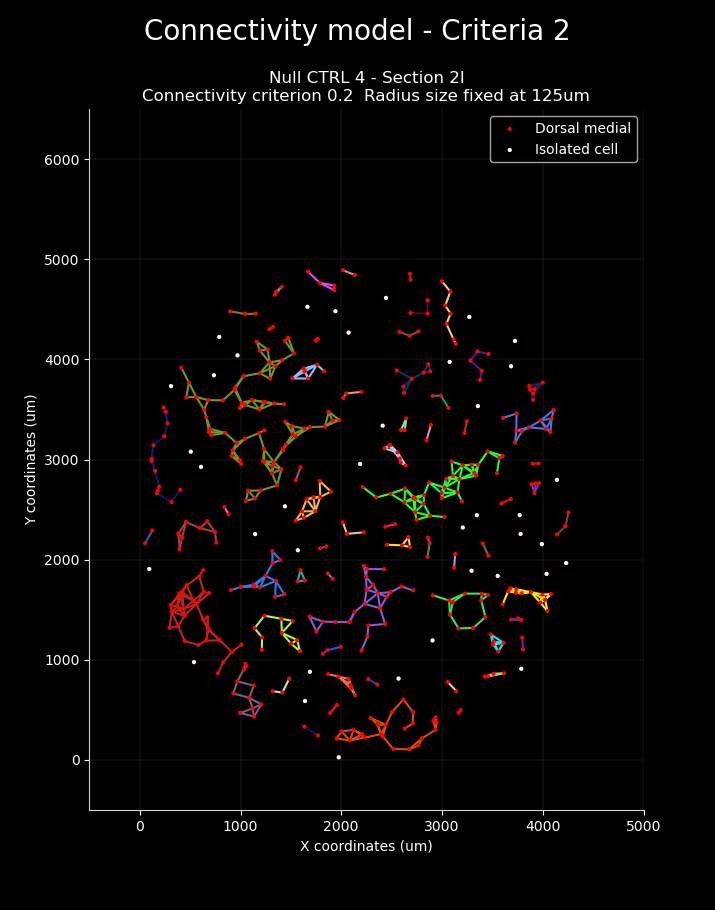 Connectivity model - Criteria 2
Null CTRL 4 - Section 2l
Connectivity criterion 0.2  Radius size fixed at 125um
Dorsal medial
Isolated cell
6000
5000
4000
3000
2000
1000
0
Y coordinates (um)
0 1000 2000 3000 4000 5000
X coordinates (um)